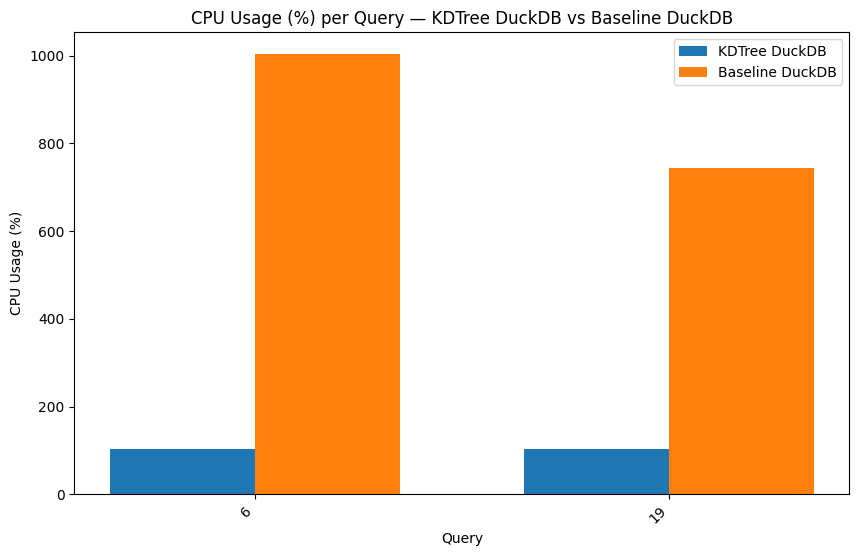 CPU Usage (%) per Query — KDTree DuckDB vs Baseline DuckDB
KDTree DuckDB
Baseline DuckDB
1000
800
600
400
200
0
CPU Usage (%)
6
19
Query